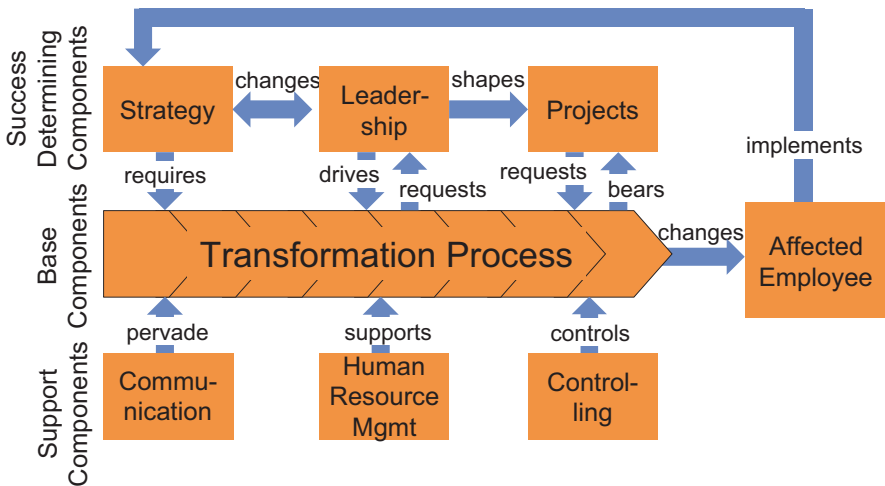 Success
Determining
Components
Strategy
changes
Leader-
ship
shapes
Projects
implements
requires
drives
requests
requests
bears
Base
Components
Transformation Process
changes
Affected
Employee
pervade
supports
controls
Support
Components
Commu-
nication
Human
Resource
Mgmt
Control-
ling